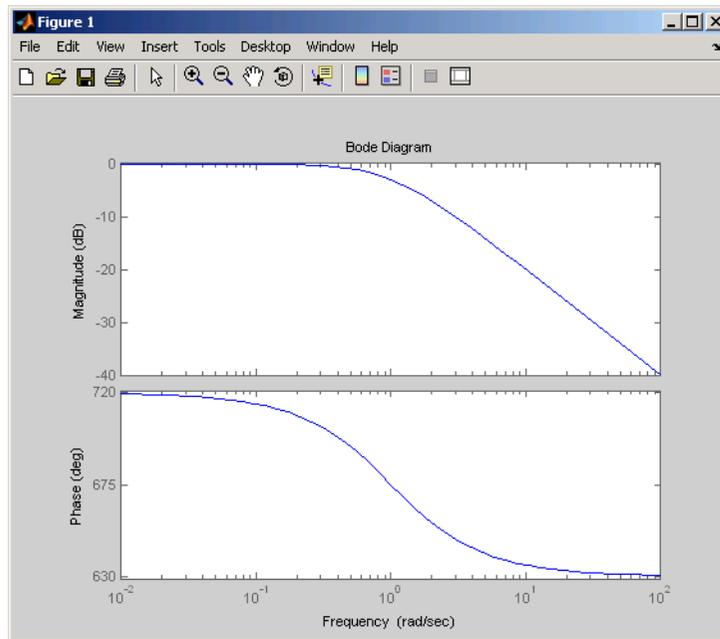 Figure 1
File Edit View Insert Tools Desktop Window Help
Bode Diagram
Magnitude (dB)
0
-10
-20
-30
-40
Phase (deg)
720
675
630
10^-2 10^-1 10^0 10^1 10^2
Frequency (rad/sec)